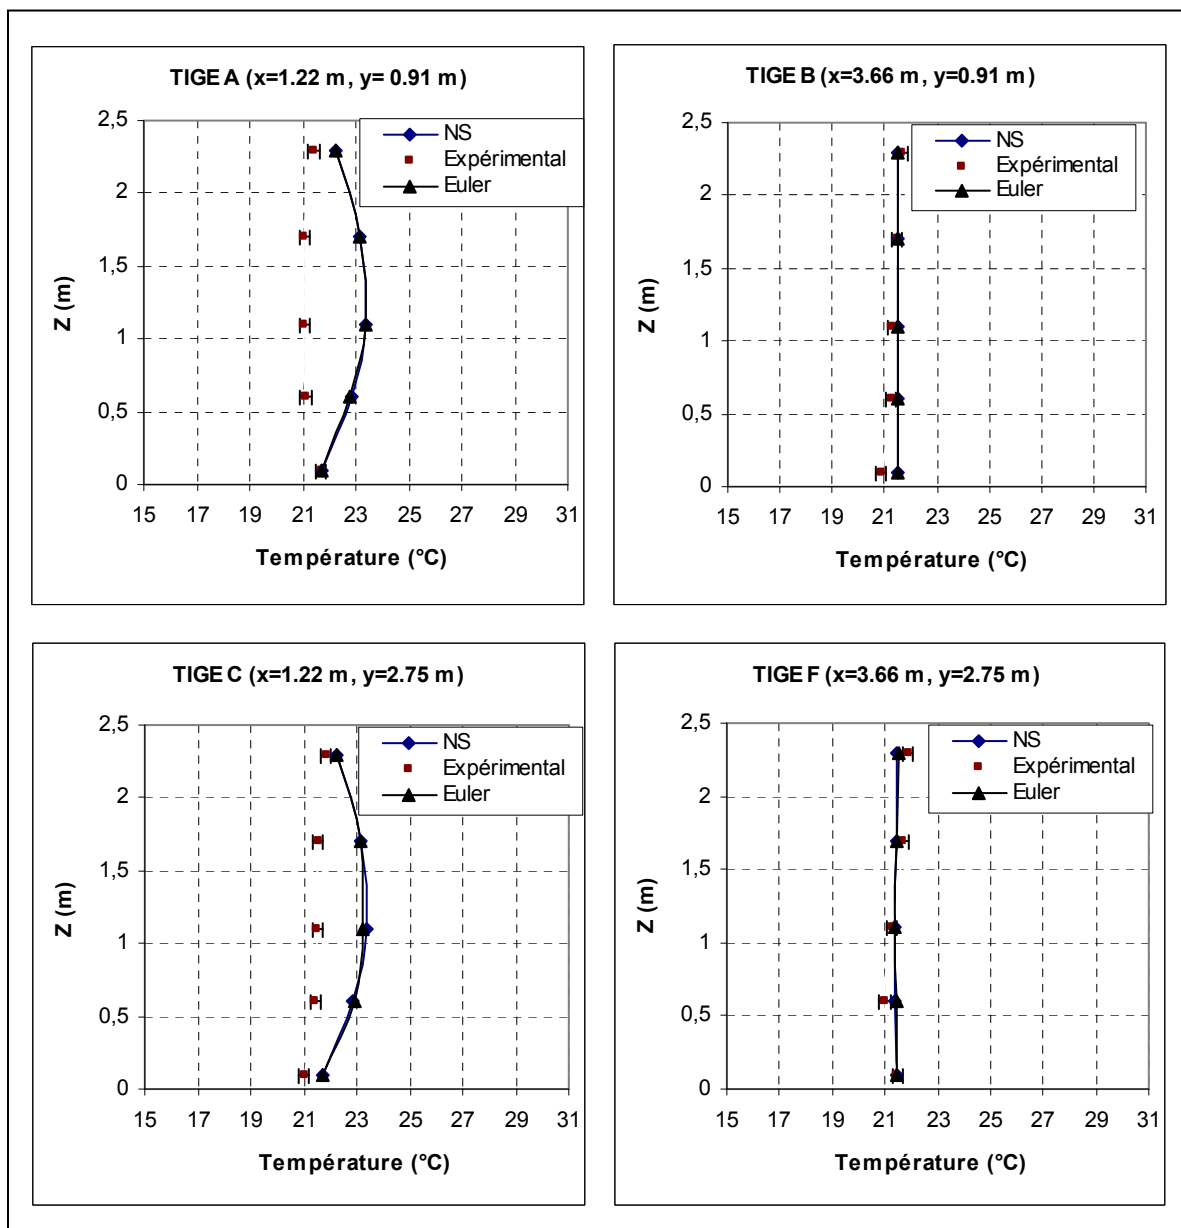 TIGE A (x=1.22 m, y= 0.91 m)
NS
Expérimental
Euler
2,5
2
1,5
1
0,5
0
Z (m)
15 17 19 21 23 25 27 29 31
Température (°C)
TIGE B (x=3.66 m, y=0.91 m)
NS
Expérimental
Euler
2,5
2
1,5
1
0,5
0
Z (m)
15 17 19 21 23 25 27 29 31
Température (°C)
TIGE C (x=1.22 m, y=2.75 m)
NS
Expérimental
Euler
2,5
2
1,5
1
0,5
0
Z (m)
15 17 19 21 23 25 27 29 31
Température (°C)
TIGE F (x=3.66 m, y=2.75 m)
NS
Expérimental
Euler
2,5
2
1,5
1
0,5
0
Z (m)
15 17 19 21 23 25 27 29 31
Température (°C)